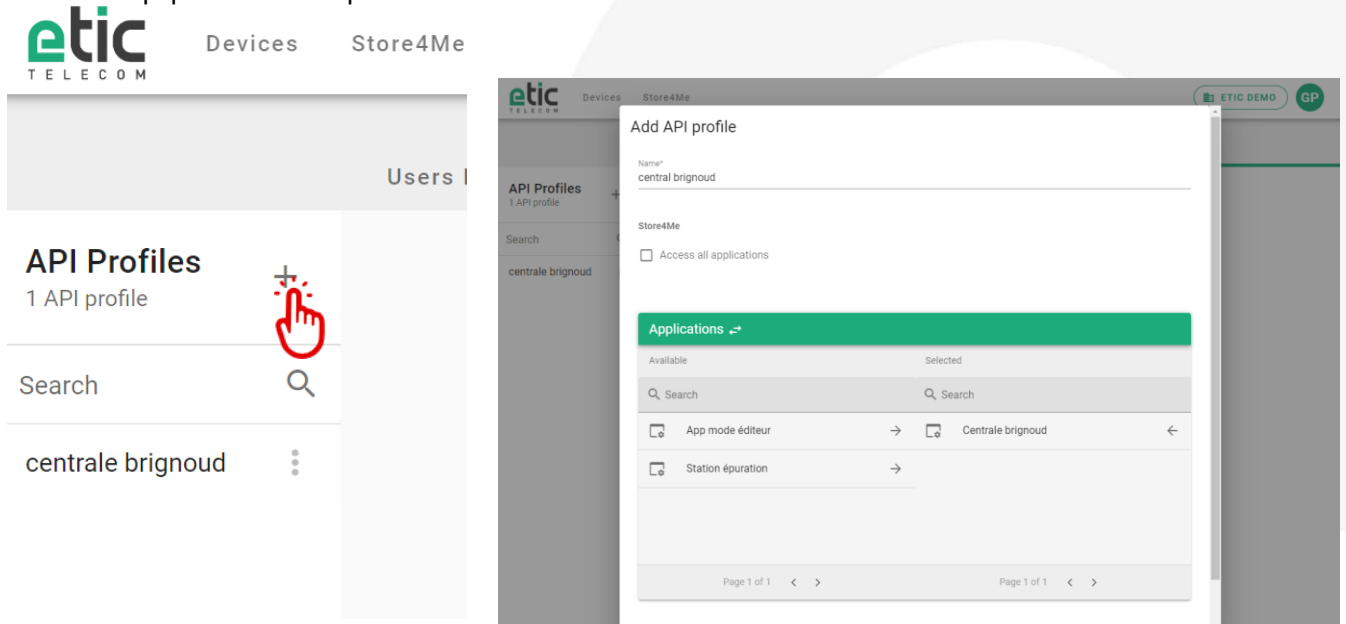 etic
TELECOM
Devices Store4Me
Users
API Profiles
1 API profile
Search
centrale brignoud
etic
TELECOM
Devices Store4Me
ETIC DEMO
GP
API Profiles
1 API profile
Search
centrale brignoud
Add API profile
Name*
central brignoud
Store4Me
Access all applications
Applications
Available Selected
Search Search
App mode éditeur Centrale brignoud
Station épuration
Page 1 of 1 Page 1 of 1